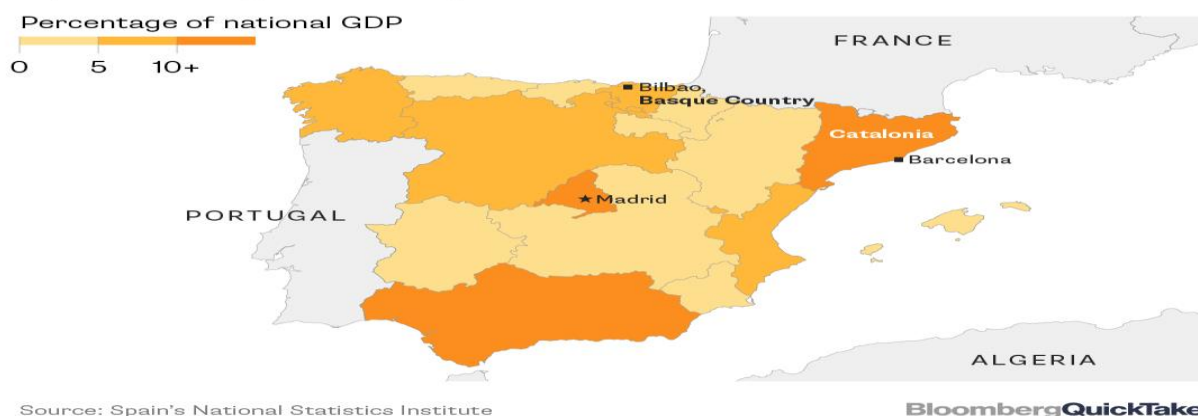 Percentage of national GDP
0 5 10+
FRANCE
Bilbao,
Basque Country
Catalonia
Barcelona
Madrid
PORTUGAL
ALGERIA
Source: Spain's National Statistics Institute
BloombergQuickTake